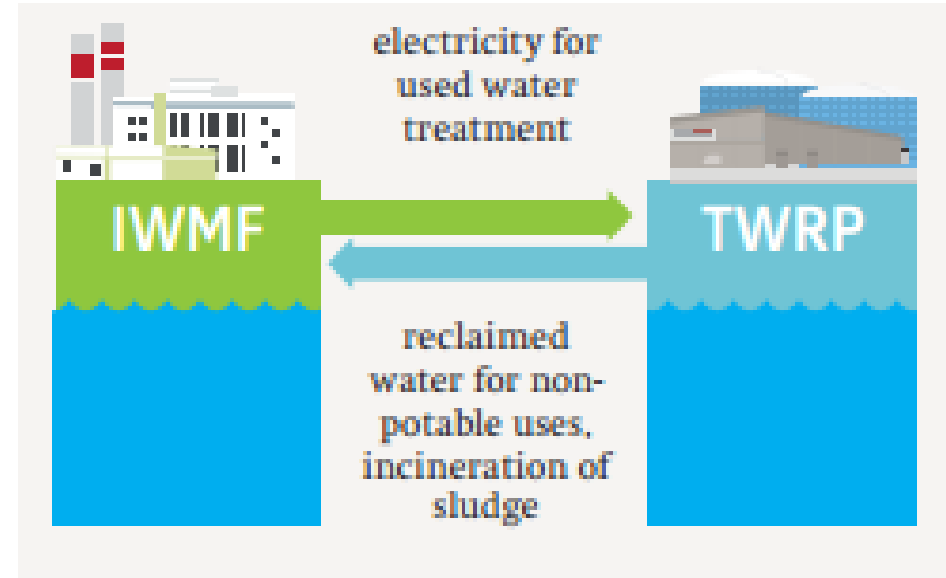 electricity for
used water
treatment
IWMF
TWRP
reclaimed
water for non-
potable uses,
incineration of
sludge